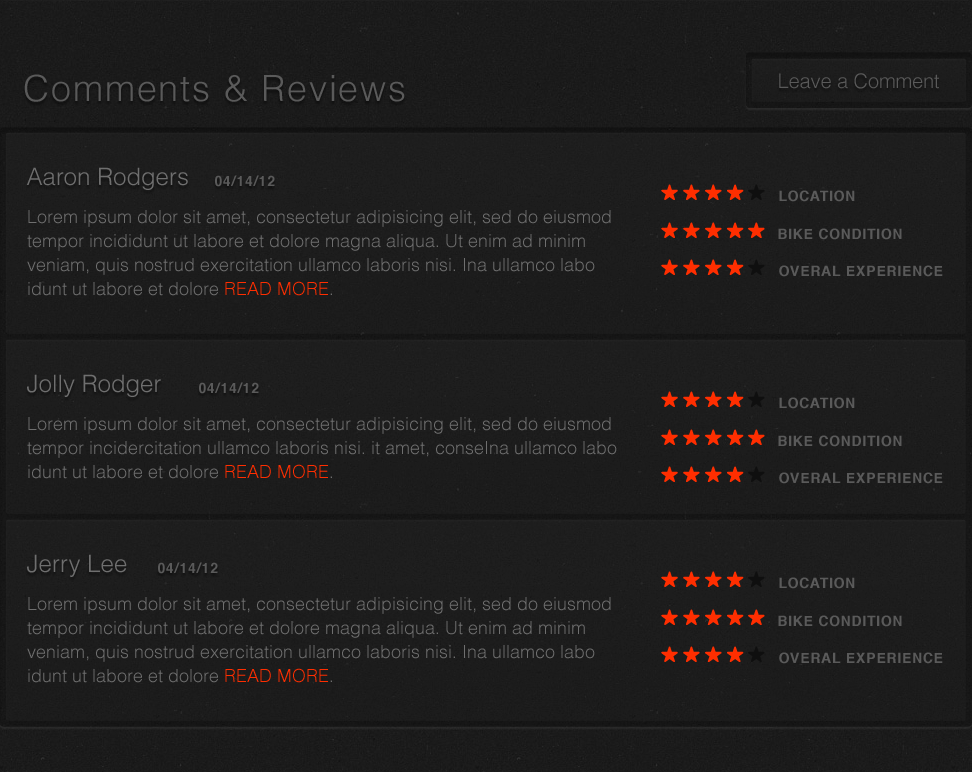 Comments & Reviews
Leave a Comment
Aaron Rodgers 04/14/12
Lorem ipsum dolor sit amet, consectetur adipisicing elit, sed do eiusmod
tempor incididunt ut labore et dolore magna aliqua. Ut enim ad minim
veniam, quis nostrud exercitation ullamco laboris nisi. Ina ullamco labo
idunt ut labore et dolore READ MORE.
LOCATION
BIKE CONDITION
OVERAL EXPERIENCE
Jolly Rodger 04/14/12
Lorem ipsum dolor sit amet, consectetur adipisicing elit, sed do eiusmod
tempor incidercitation ullamco laboris nisi. it amet, conseIna ullamco labo
idunt ut labore et dolore READ MORE.
LOCATION
BIKE CONDITION
OVERAL EXPERIENCE
Jerry Lee 04/14/12
Lorem ipsum dolor sit amet, consectetur adipisicing elit, sed do eiusmod
tempor incididunt ut labore et dolore magna aliqua. Ut enim ad minim
veniam, quis nostrud exercitation ullamco laboris nisi. Ina ullamco labo
idunt ut labore et dolore READ MORE.
LOCATION
BIKE CONDITION
OVERAL EXPERIENCE